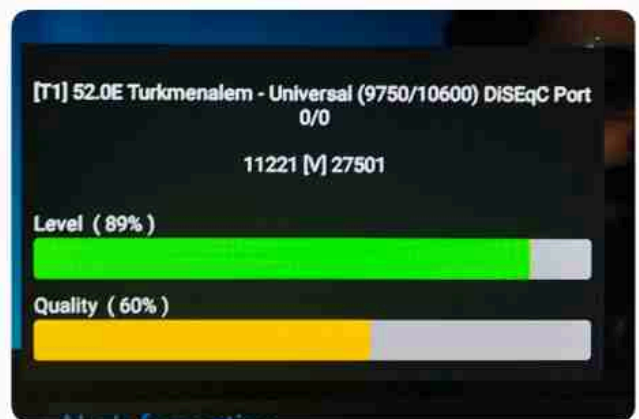 [T1] 52.0E Turkmenalem - Universal (9750/10600) DiSEqC Port
0/0
11221 [V] 27501
Level ( 89% )
Quality ( 60% )